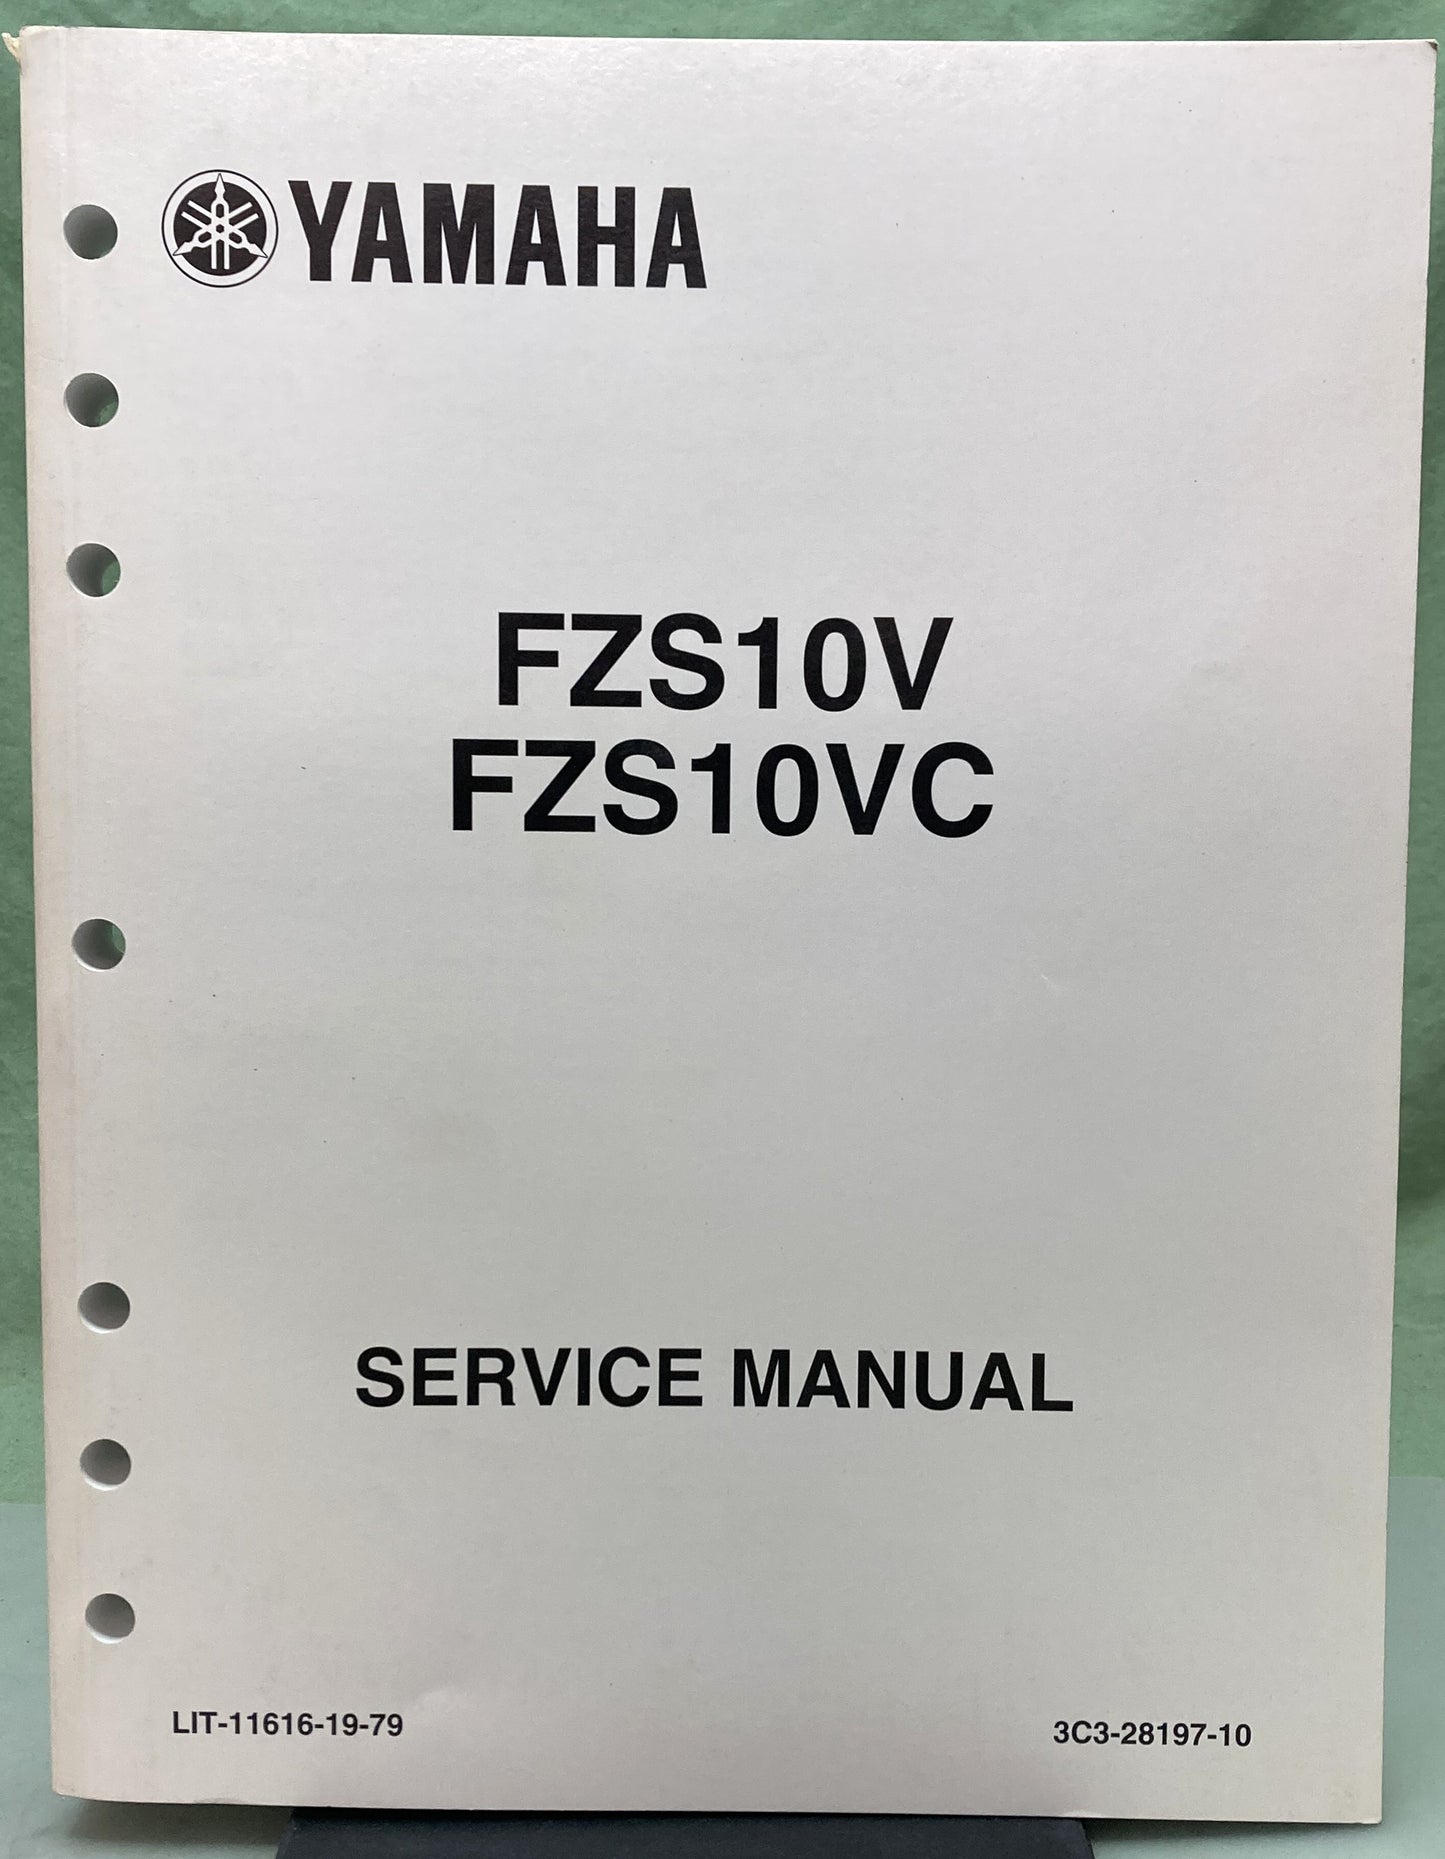 YAMAHA
FZS10V
FZS10VC
SERVICE MANUAL
LIT-11616-19-79
3C3-28197-10